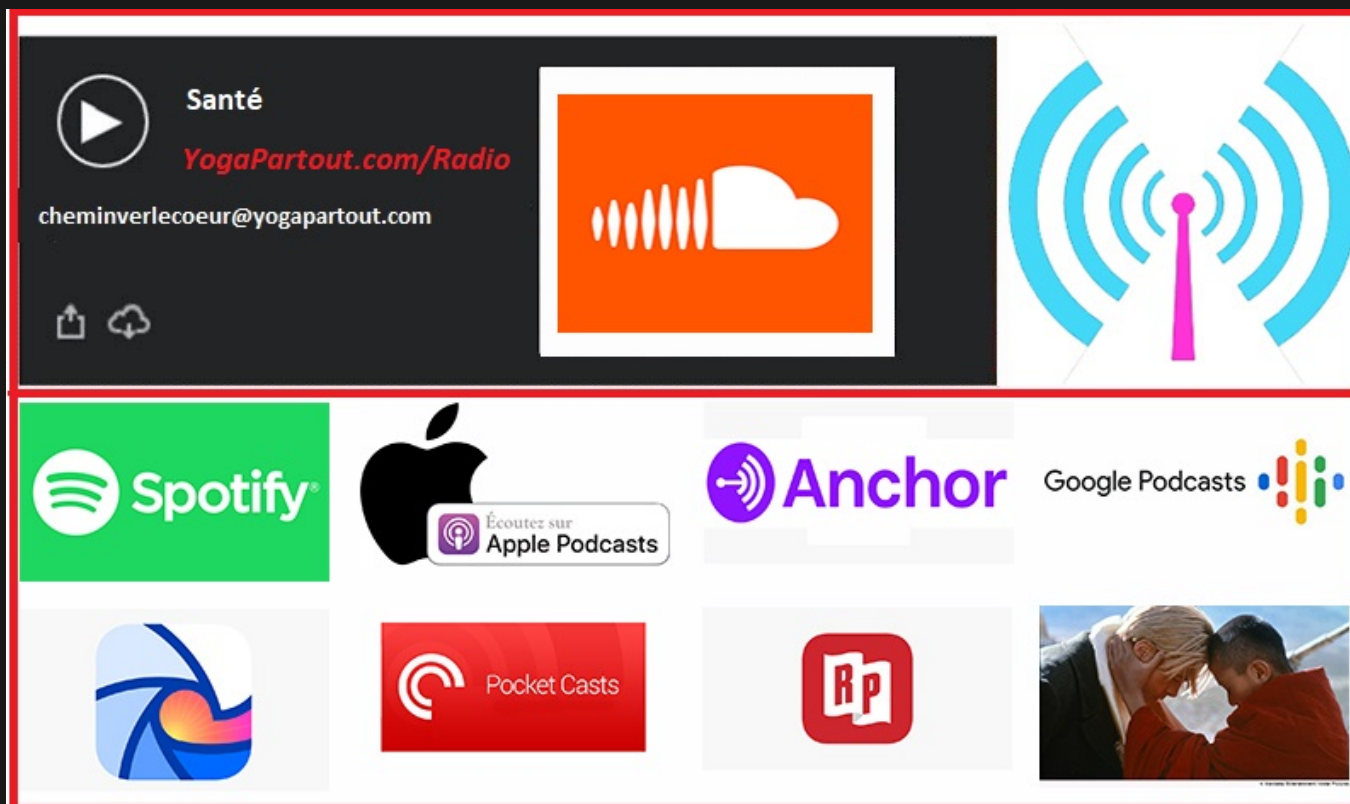 Santé
YogaPartout.com/Radio
cheminverlecoeur@yogapartout.com
Spotify®
Écoutez sur
Apple Podcasts
Anchor
Google Podcasts
Pocket Casts
RP